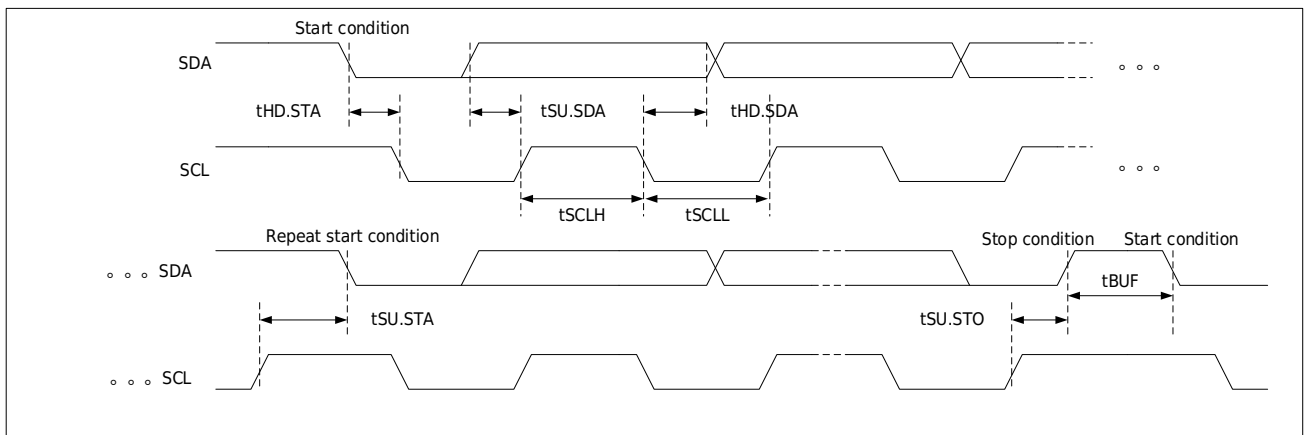 Start condition
SDA
tHD.STA tSU.SDA tHD.SDA
SCL
tSCLH tSCLL
Repeat start condition Stop condition Start condition
SDA
tBUF
tSU.STA tSU.STO
SCL